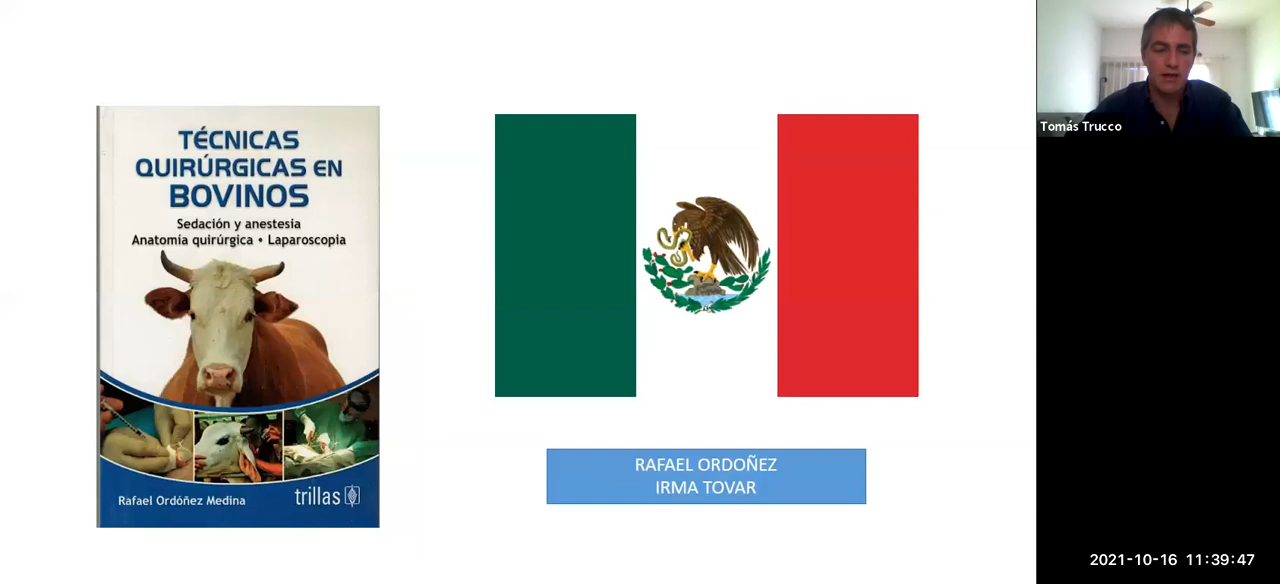 TÉCNICAS
QUIRÚRGICAS EN
BOVINOS
Sedación y anestesia
Anatomía quirúrgica • Laparoscopia
Rafael Ordóñez Medina
trillas
RAFAEL ORDOÑEZ
IRMA TOVAR
Tomás Trucco
2021-10-16 11:39:47